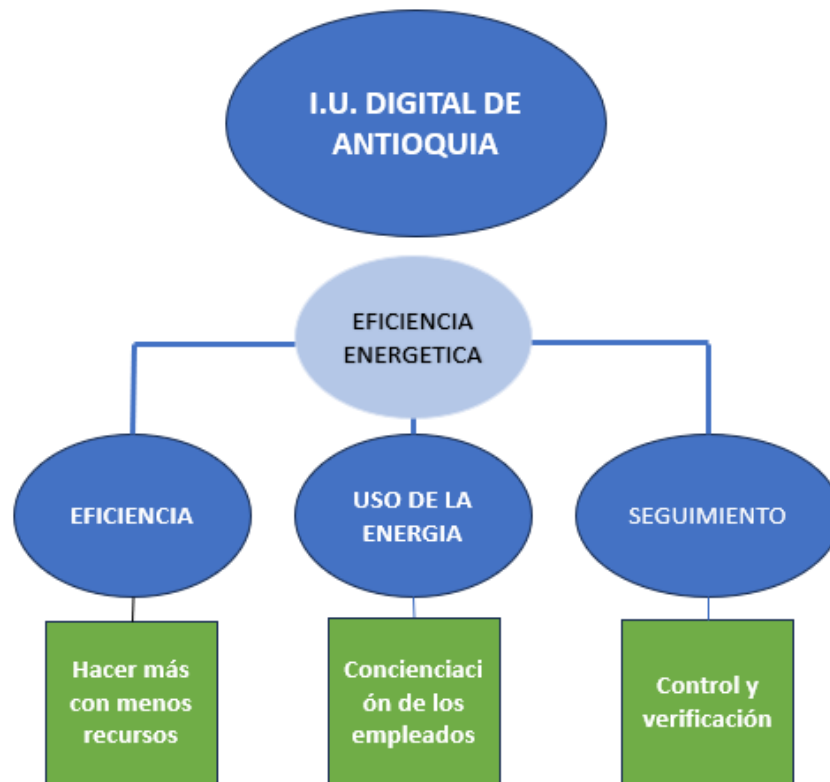 I.U. DIGITAL DE
ANTIOQUIA
EFICIENCIA
ENERGETICA
EFICIENCIA
USO DE LA
ENERGIA
SEGUIMIENTO
Hacer más
con menos
recursos
Concienciaci
ón de los
empleados
Control y
verificación